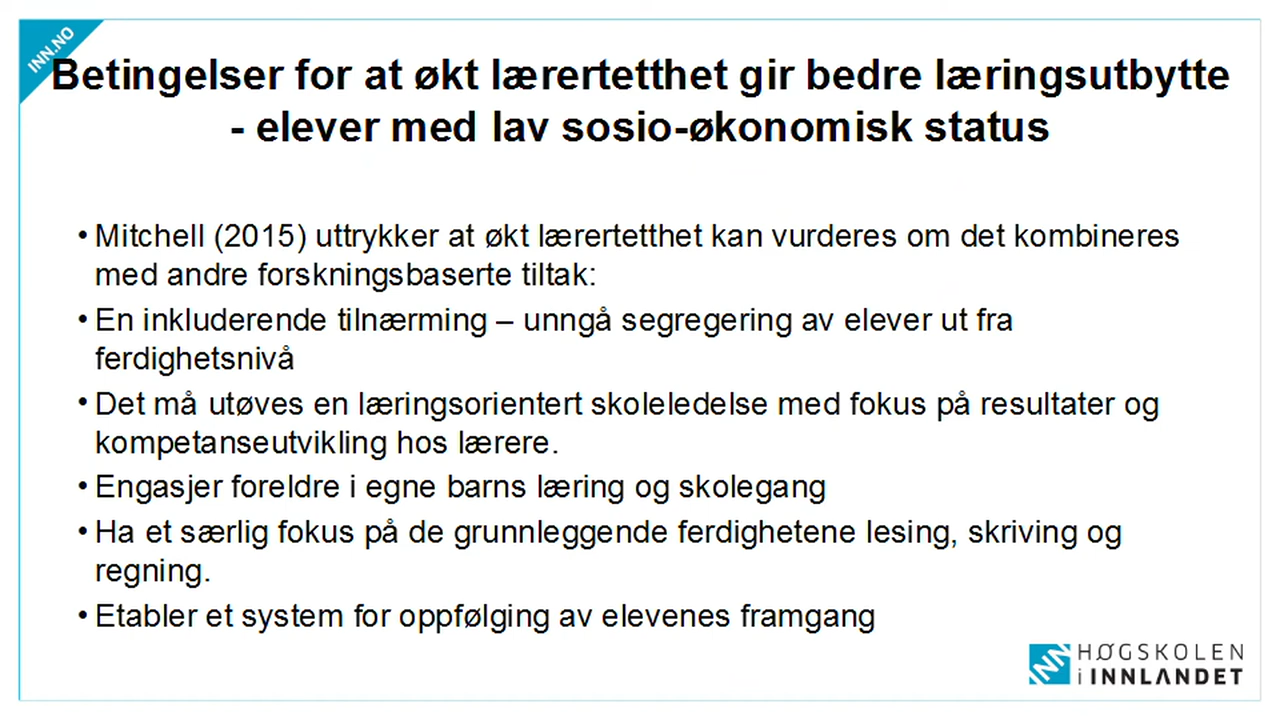 INN.NO
Betingelser for at økt lærertetthet gir bedre læringsutbytte
- elever med lav sosio-økonomisk status
• Mitchell (2015) uttrykker at økt lærertetthet kan vurderes om det kombineres
med andre forskningsbaserte tiltak:
• En inkluderende tilnærming – unngå segregering av elever ut fra
ferdighetsnivå
• Det må utøves en læringsorientert skoleledelse med fokus på resultater og
kompetanseutvikling hos lærere.
• Engasjer foreldre i egne barns læring og skolegang
• Ha et særlig fokus på de grunnleggende ferdighetene lesing, skriving og
regning.
• Etabler et system for oppfølging av elevenes framgang
INN HØGSKOLEN
i INNLANDET